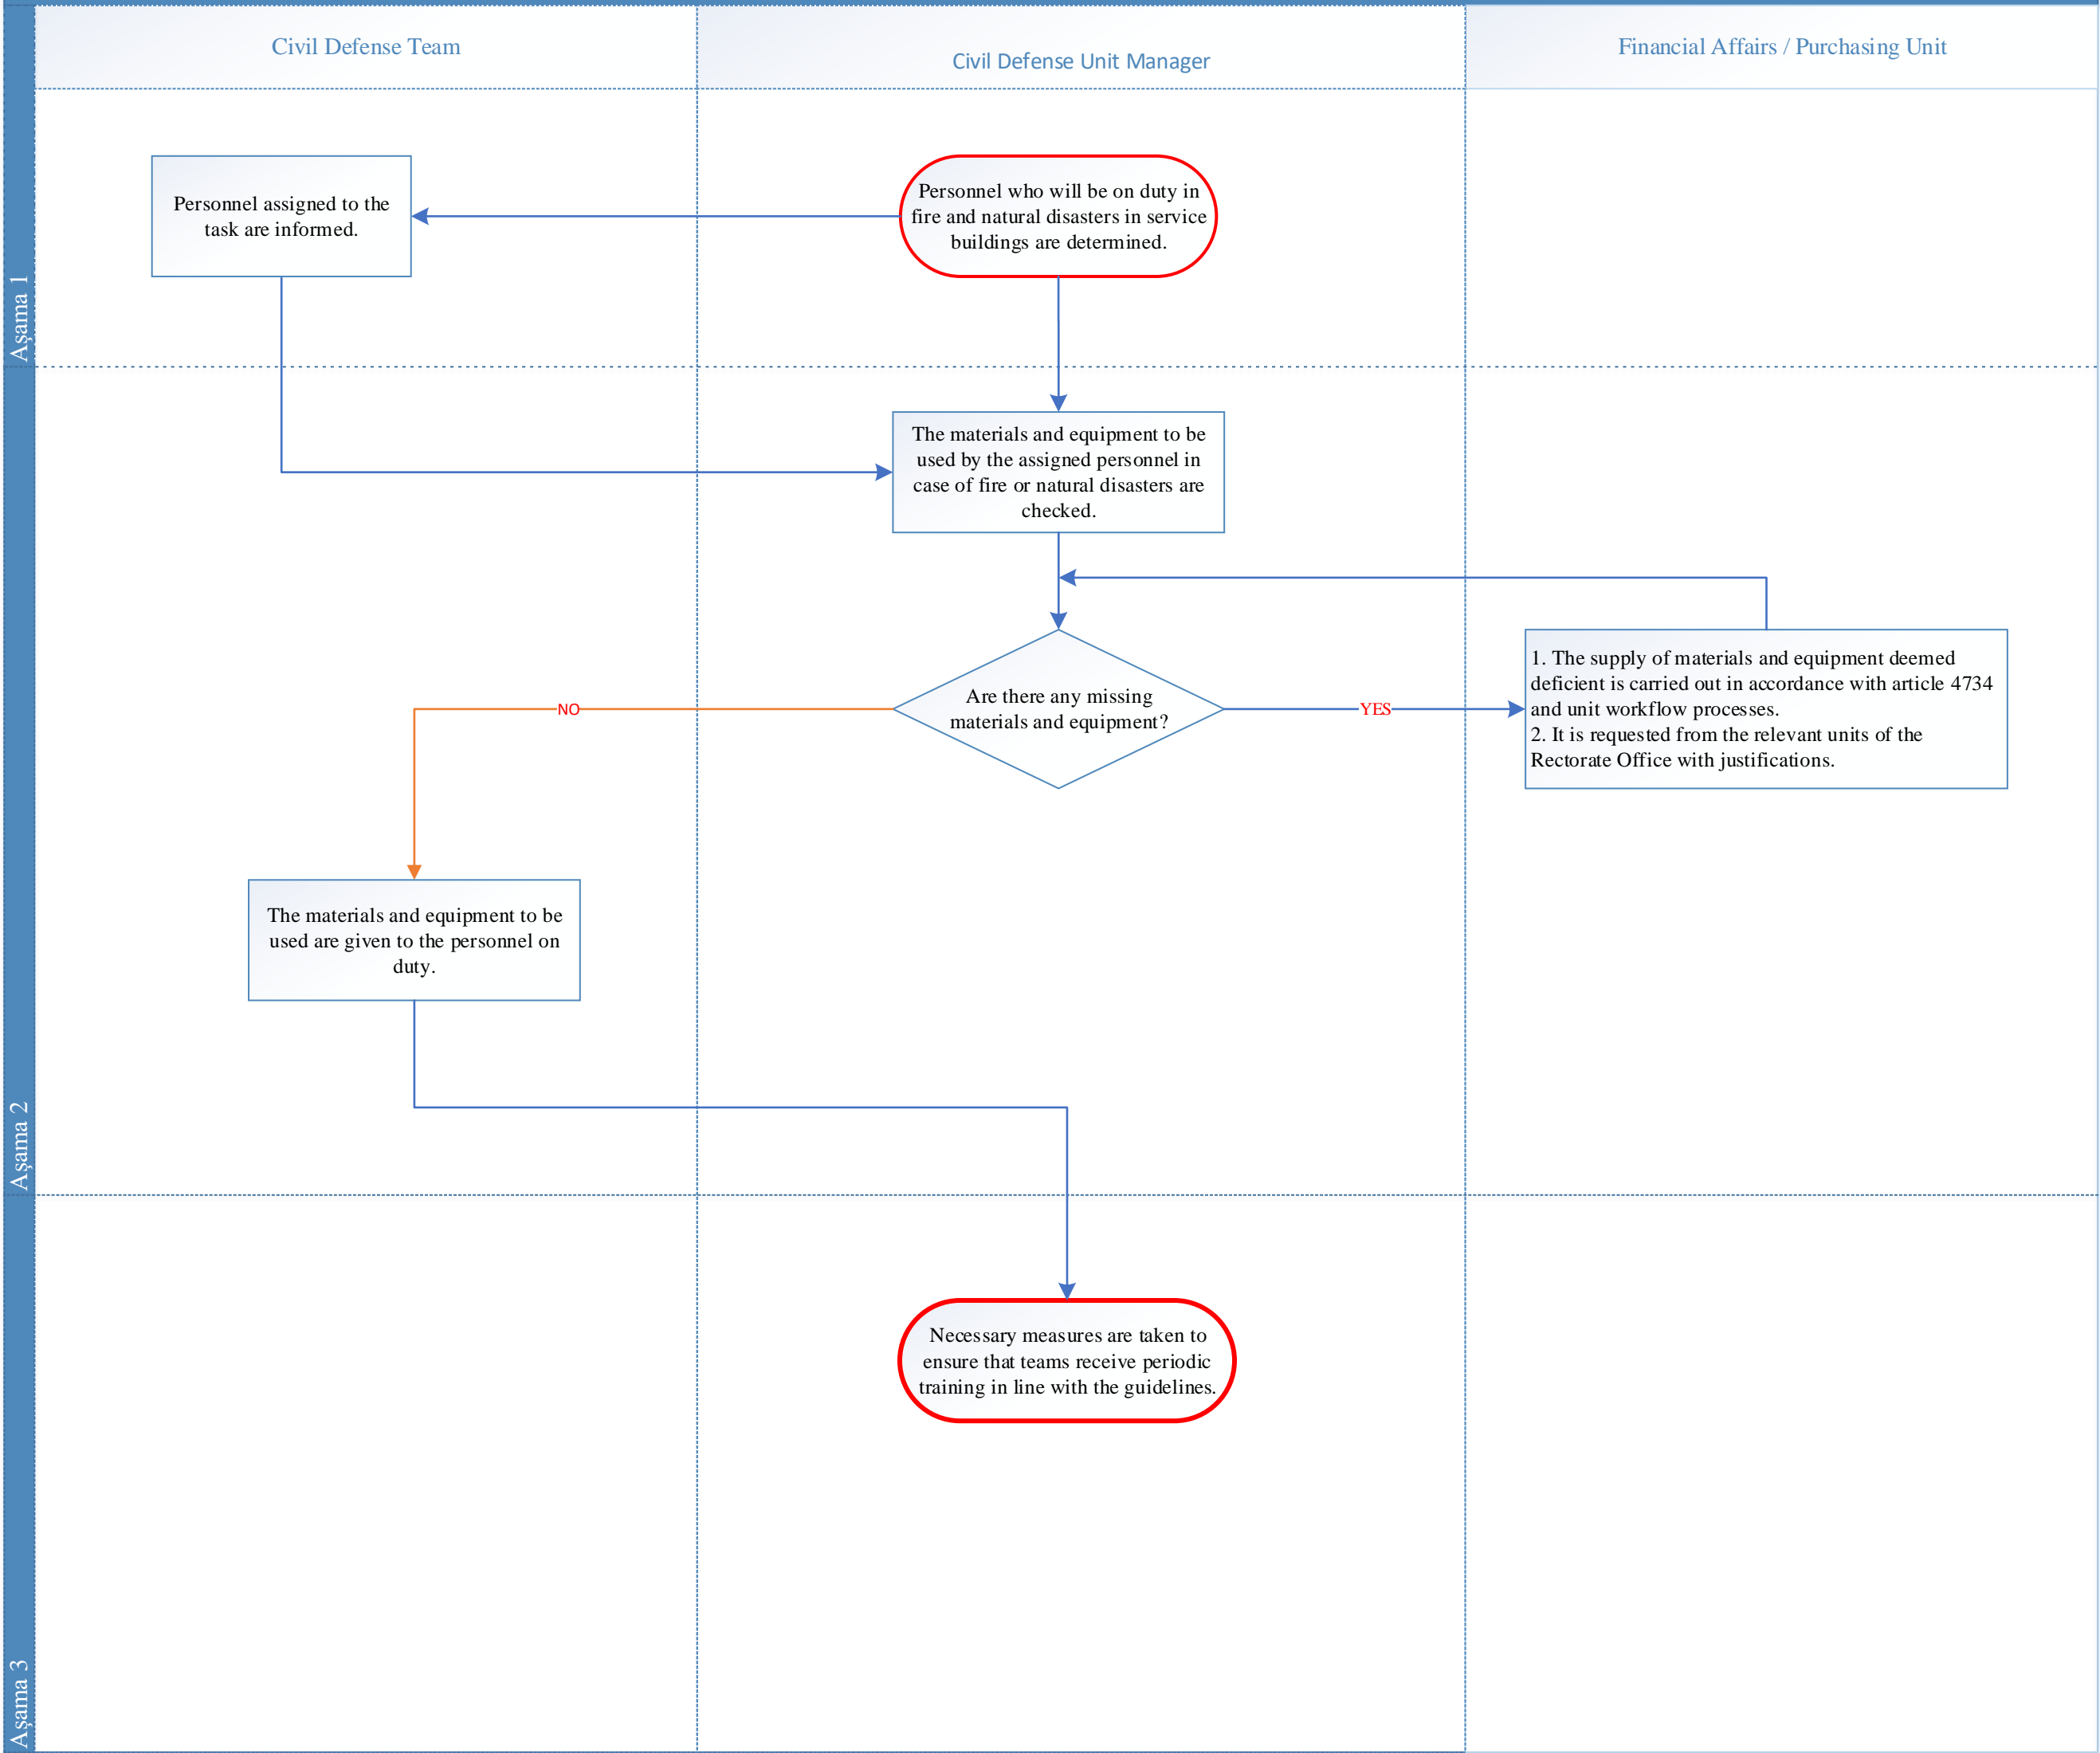 Civil Defense Team
Civil Defense Unit Manager
Financial Affairs / Purchasing Unit
Aşama 1
Personnel assigned to the
task are informed.
Personnel who will be on duty in
fire and natural disasters in service
buildings are determined.
Aşama 2
The materials and equipment to be
used by the assigned personnel in
case of fire or natural disasters are
checked.
Are there any missing
materials and equipment?
NO
YES
1. The supply of materials and equipment deemed
deficient is carried out in accordance with article 4734
and unit workflow processes.
2. It is requested from the relevant units of the
Rectorate Office with justifications.
The materials and equipment to be
used are given to the personnel on
duty.
Aşama 3
Necessary measures are taken to
ensure that teams receive periodic
training in line with the guidelines.